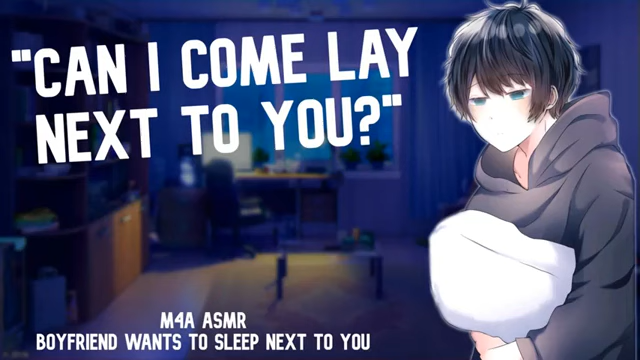 "CAN I COME LAY
NEXT TO YOU?"
M4A ASMR
BOYFRIEND WANTS TO SLEEP NEXT TO YOU